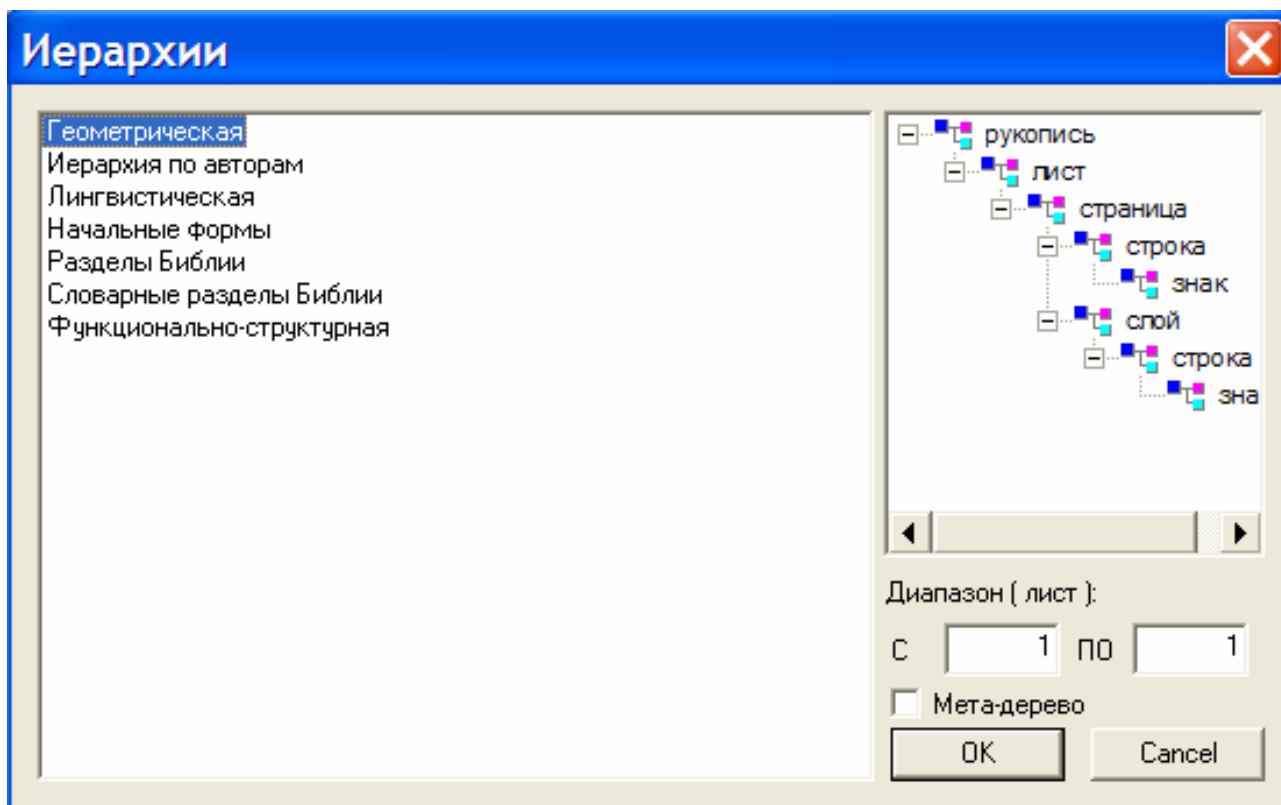 Иерархии
Геометрическая
Иерархия по авторам
Лингвистическая
Начальные формы
Разделы Библии
Словарные разделы Библии
Функционально-структурная
рукопись
лист
страница
строка
знак
слой
строка
зна
Диапазон ( лист ):
С 1 ПО 1
Мета-дерево
OK Cancel